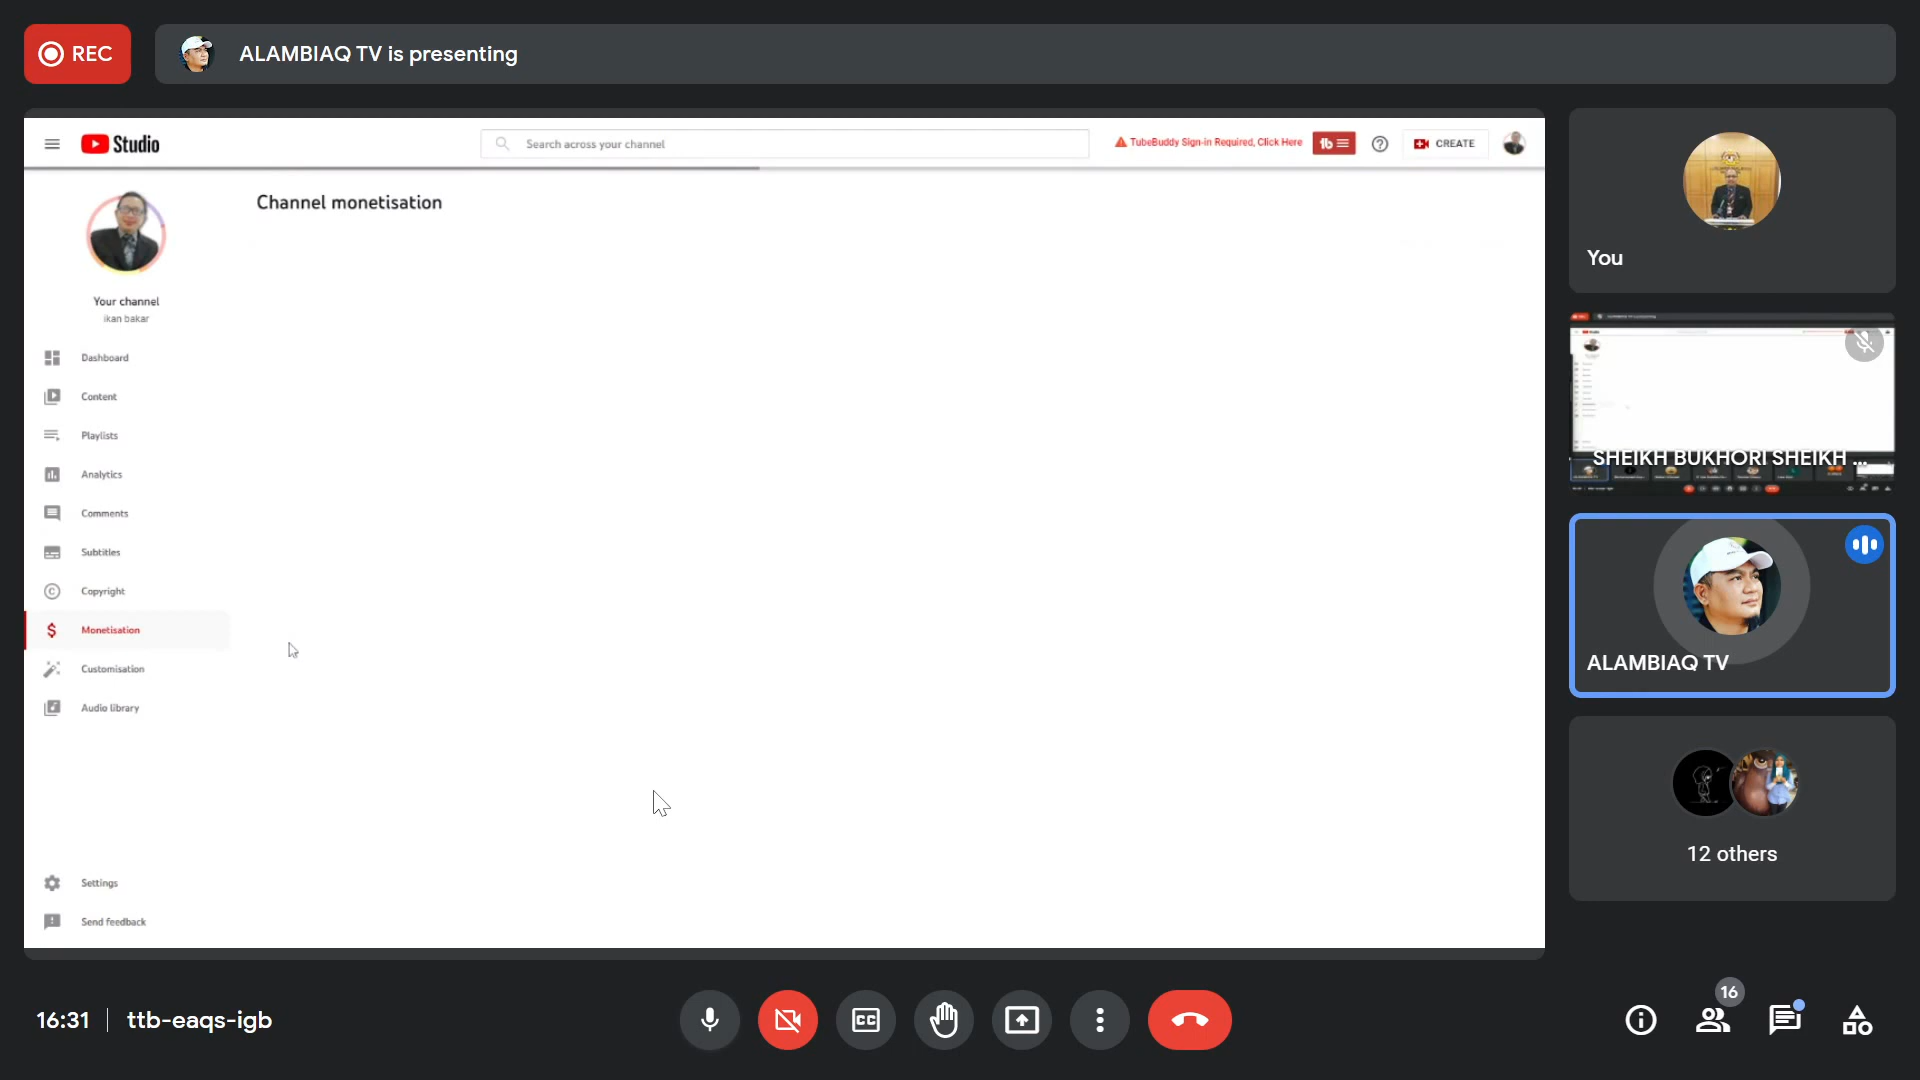 REC
ALAMBIAQ TV is presenting
Studio
Search across your channel
TubeBuddy Sign-in Required, Click Here
tb
CREATE
Channel monetisation
Your channel
ikan bakar
Dashboard
Content
Playlists
Analytics
Comments
Subtitles
Copyright
Monetisation
Customisation
Audio library
Settings
Send feedback
You
SHEIKH BUKHORI SHEIKH ...
ALAMBIAQ TV
12 others
16:31
ttb-eaqs-igb
CC
16